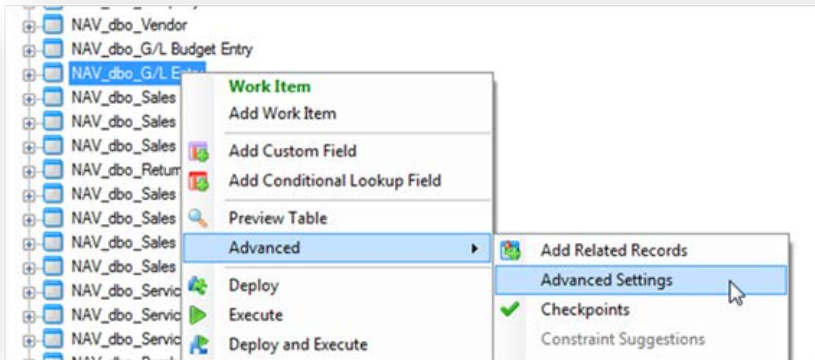 NAV_dbo_Vendor
NAV_dbo_G/L Budget Entry
NAV_dbo_G/L
NAV_dbo_Sales
NAV_dbo_Sales
NAV_dbo_Sales
NAV_dbo_Return
NAV_dbo_Sales
NAV_dbo_Sales
NAV_dbo_Sales
NAV_dbo_Sales
NAV_dbo_Servic
NAV_dbo_Servic
NAV_dbo_Servic
Work Item
Add Work Item
Add Custom Field
Add Conditional Lookup Field
Preview Table
Advanced
Deploy
Execute
Deploy and Execute
Add Related Records
Advanced Settings
Checkpoints
Constraint Suggestions